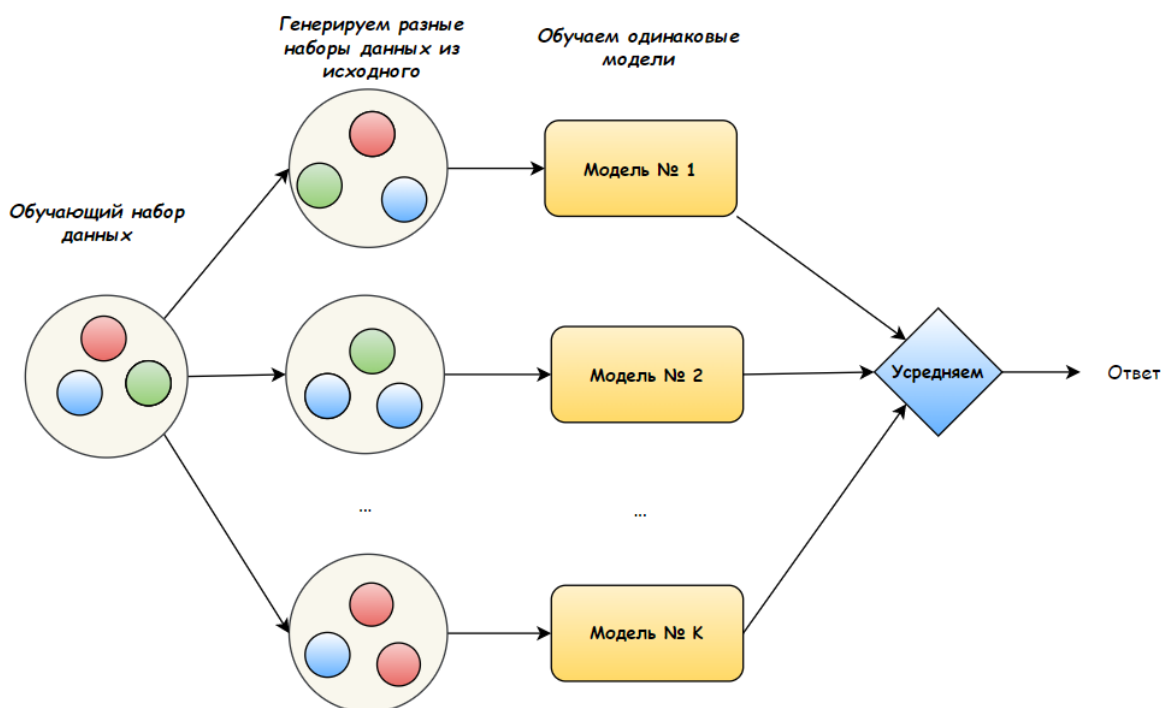 Генерируем разные
наборы данных из
исходного
Обучаем одинаковые
модели
Обучающий набор
данных
Модель № 1
Модель № 2
Усредняем
Ответ
...
...
Модель № K